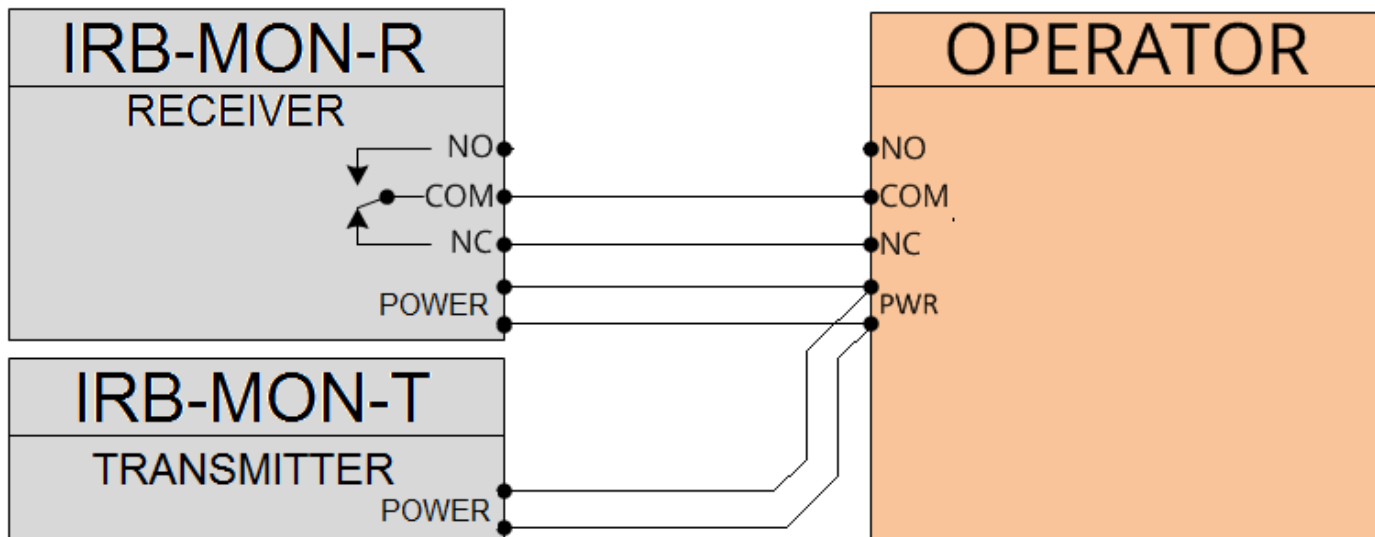 IRB-MON-R
RECEIVER
NO
COM
NC
POWER
IRB-MON-T
TRANSMITTER
POWER
OPERATOR
NO
COM
NC
PWR